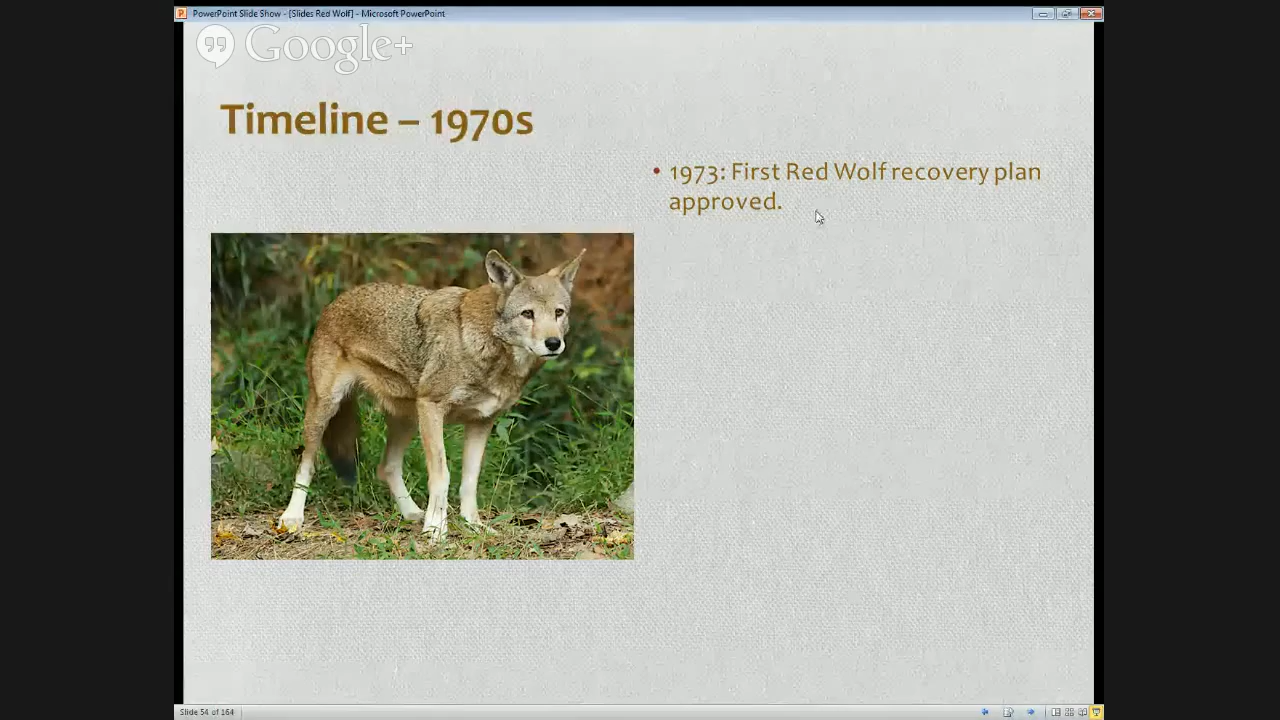 PowerPoint Slide Show - [Slides Red Wolf] - Microsoft PowerPoint
Google+
Timeline – 1970s
• 1973: First Red Wolf recovery plan
approved.
Slide 54 of 164